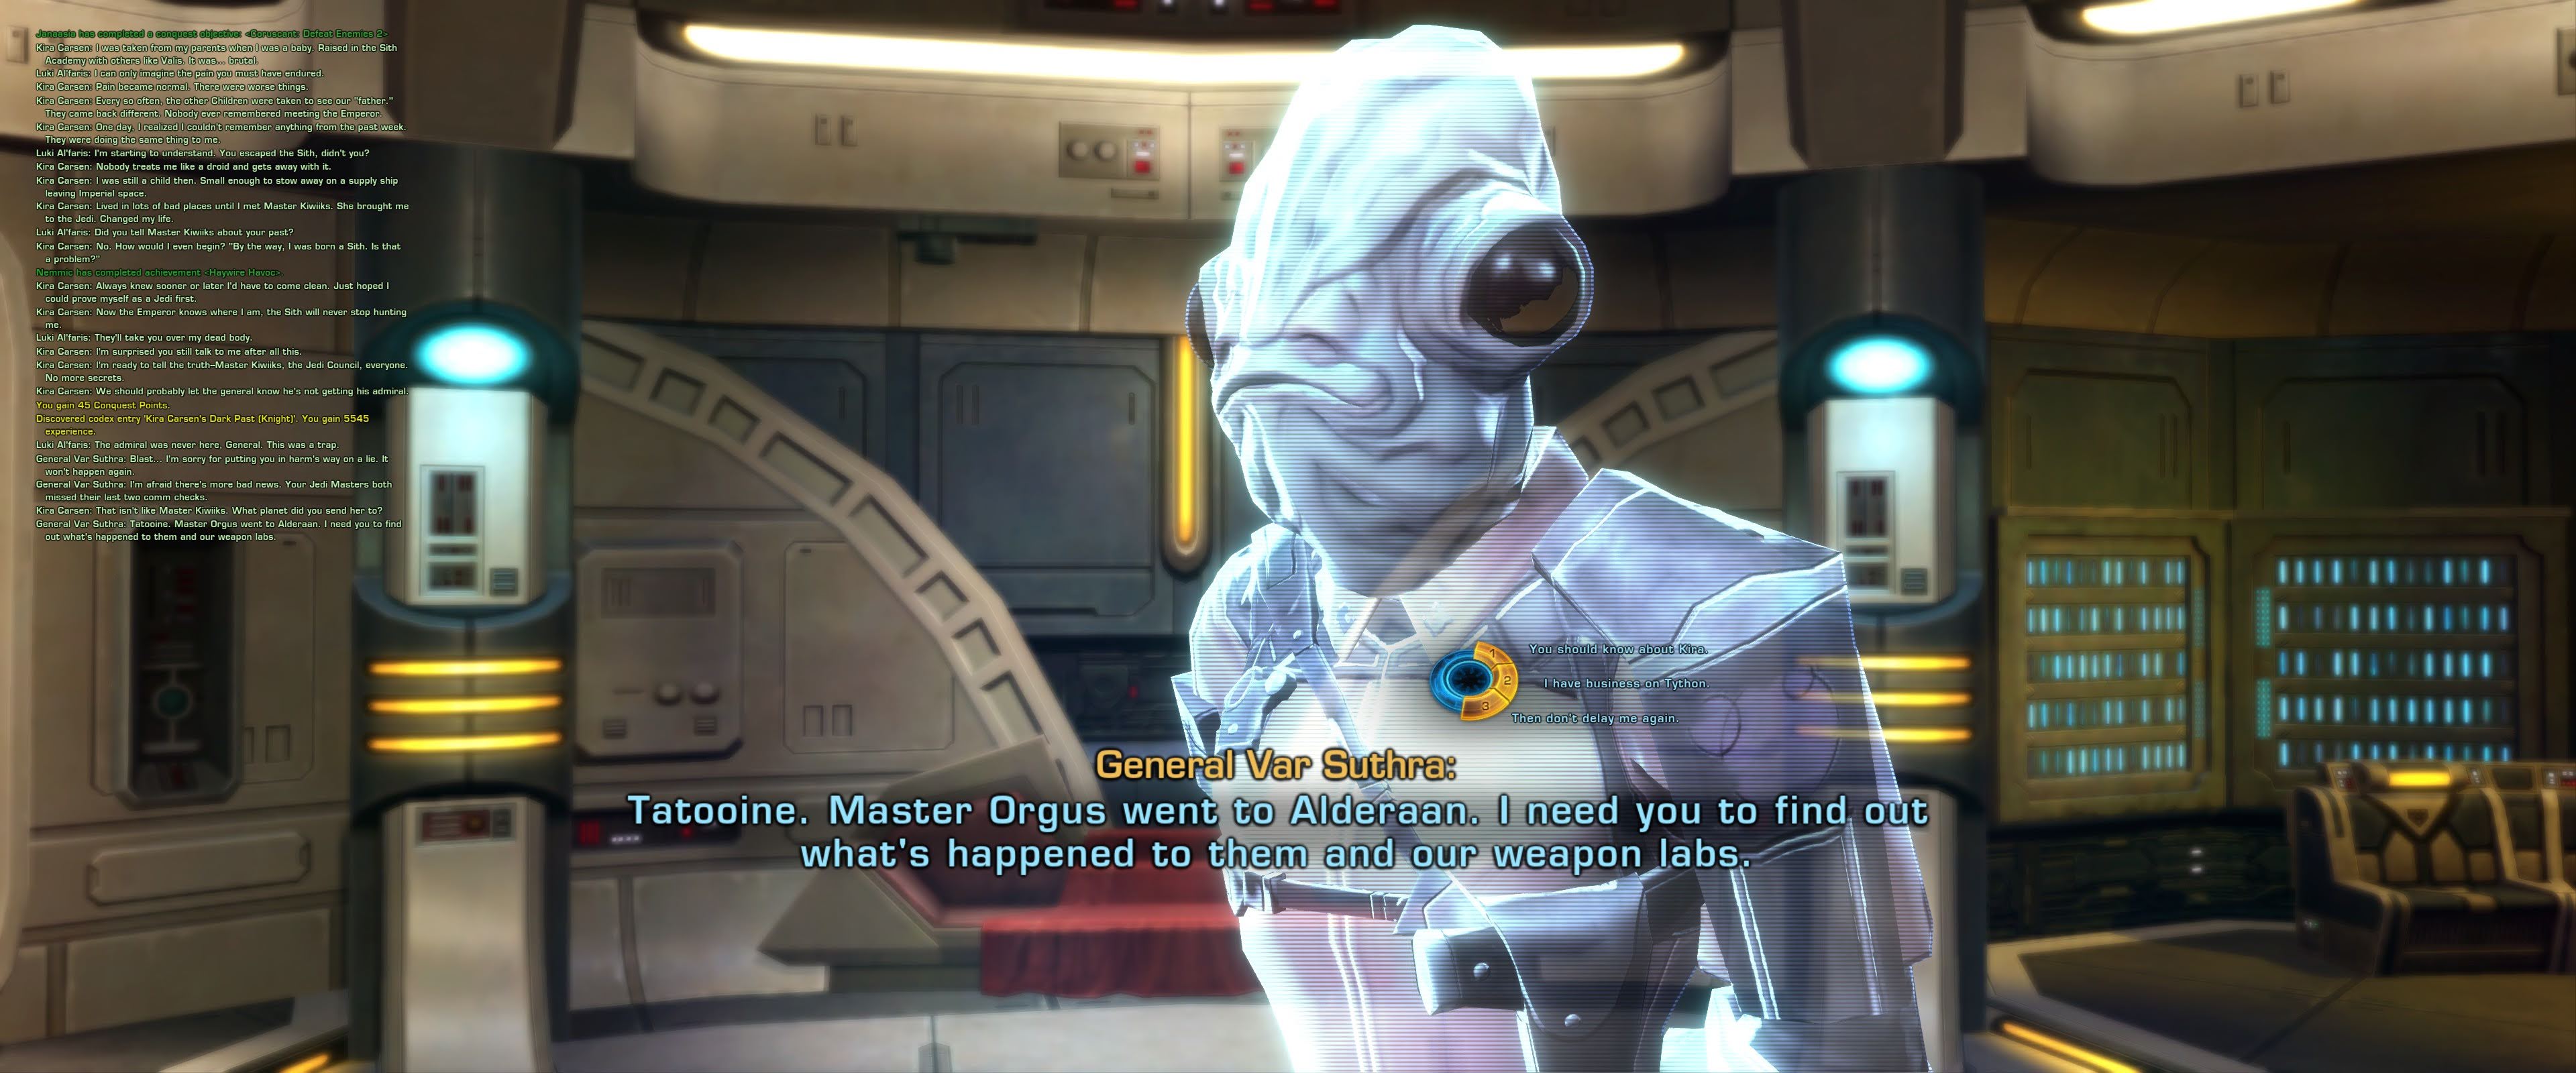 Janessia has completed a conquest objective: <Coruscant: Defeat Enemies 2>
Kira Carsen: I was taken from my parents when I was a baby. Raised in the Sith
Academy with others like Valis. It was... brutal.
Luki Al'faris: I can only imagine the pain you must have endured.
Kira Carsen: Pain became normal. There were worse things.
Kira Carsen: Every so often, the other Children were taken to see our "father."
They came back different. Nobody ever remembered meeting the Emperor.
Kira Carsen: One day, I realized I couldn't remember anything from the past week.
They were doing the same thing to me.
Luki Al'faris: I'm starting to understand. You escaped the Sith, didn't you?
Kira Carsen: Nobody treats me like a droid and gets away with it.
Kira Carsen: I was still a child then. Small enough to stow away on a supply ship
leaving Imperial space.
Kira Carsen: Lived in lots of bad places until I met Master Kiwiiks. She brought me
to the Jedi. Changed my life.
Luki Al'faris: Did you tell Master Kiwiiks about your past?
Kira Carsen: No. How would I even begin? "By the way, I was born a Sith. Is that
a problem?"
Nemmic has completed achievement <Haywire Havoc>.
Kira Carsen: Always knew sooner or later I'd have to come clean. Just hoped I
could prove myself as a Jedi first.
Kira Carsen: Now the Emperor knows where I am, the Sith will never stop hunting
me.
Luki Al'faris: They'll take you over my dead body.
Kira Carsen: I'm surprised you still talk to me after all this.
Kira Carsen: I'm ready to tell the truth—Master Kiwiiks, the Jedi Council, everyone.
No more secrets.
Kira Carsen: We should probably let the general know he's not getting his admiral.
You gain 45 Conquest Points.
Discovered codex entry 'Kira Carsen's Dark Past (Knight)'. You gain 5545
experience.
Luki Al'faris: The admiral was never here, General. This was a trap.
General Var Suthra: Blast... I'm sorry for putting you in harm's way on a lie. It
won't happen again.
General Var Suthra: I'm afraid there's more bad news. Your Jedi Masters both
missed their last two comm checks.
Kira Carsen: That isn't like Master Kiwiiks. What planet did you send her to?
General Var Suthra: Tatooine. Master Orgus went to Alderaan. I need you to find
out what's happened to them and our weapon labs.
1 You should know about Kira.
2 I have business on Tython.
3 Then don't delay me again.
General Var Suthra:
Tatooine. Master Orgus went to Alderaan. I need you to find out
what's happened to them and our weapon labs.